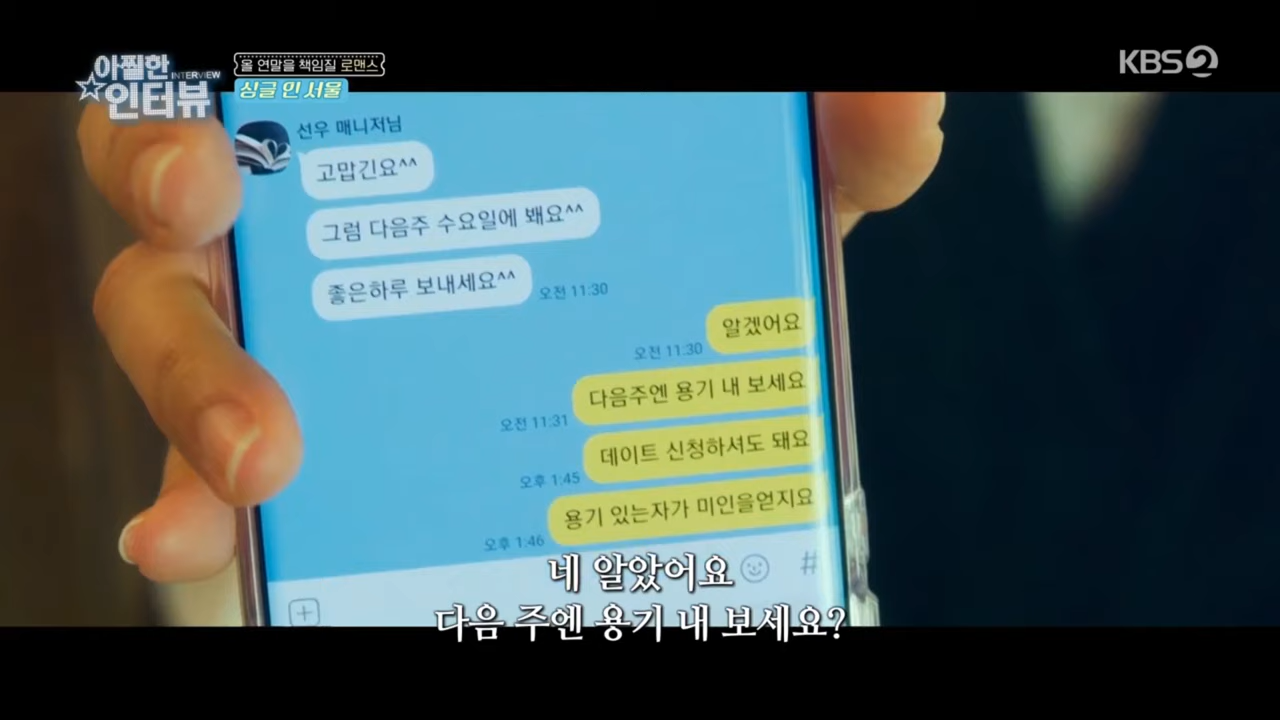 아찔한
INTERVIEW
인터뷰
올 연말을 책임질 로맨스
싱글 인 서울
KBS2
선우 매니저님
고맙긴요^^
그럼 다음주 수요일에 봬요^^
좋은하루 보내세요^^
오전 11:30
알겠어요
오전 11:30
다음주엔 용기 내 보세요
오전 11:31
데이트 신청하셔도 돼요
오후 1:45
용기 있는자가 미인을얻지요
오후 1:46
#
네 알았어요
다음 주엔 용기 내 보세요?